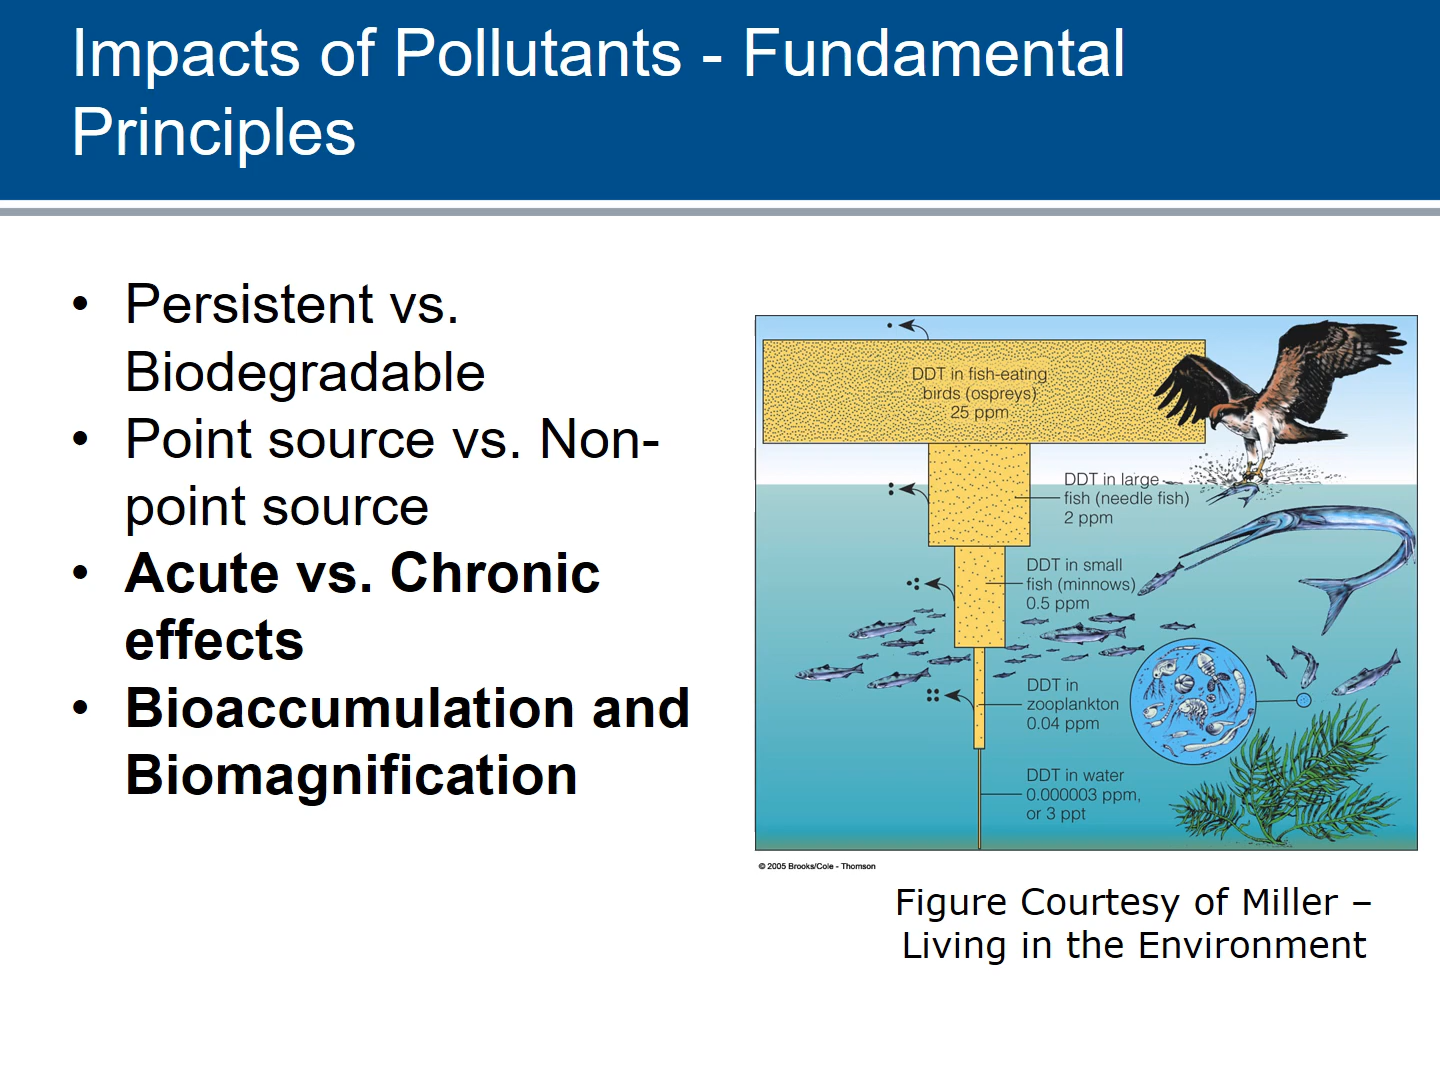 Impacts of Pollutants - Fundamental
Principles
• Persistent vs.
Biodegradable
• Point source vs. Non-
point source
• Acute vs. Chronic
effects
• Bioaccumulation and
Biomagnification
DDT in fish-eating
birds (ospreys)
25 ppm
DDT in large
fish (needle fish)
2 ppm
DDT in small
fish (minnows)
0.5 ppm
DDT in
zooplankton
0.04 ppm
DDT in water
0.000003 ppm,
or 3 ppt
© 2005 Brooks/Cole - Thomson
Figure Courtesy of Miller –
Living in the Environment